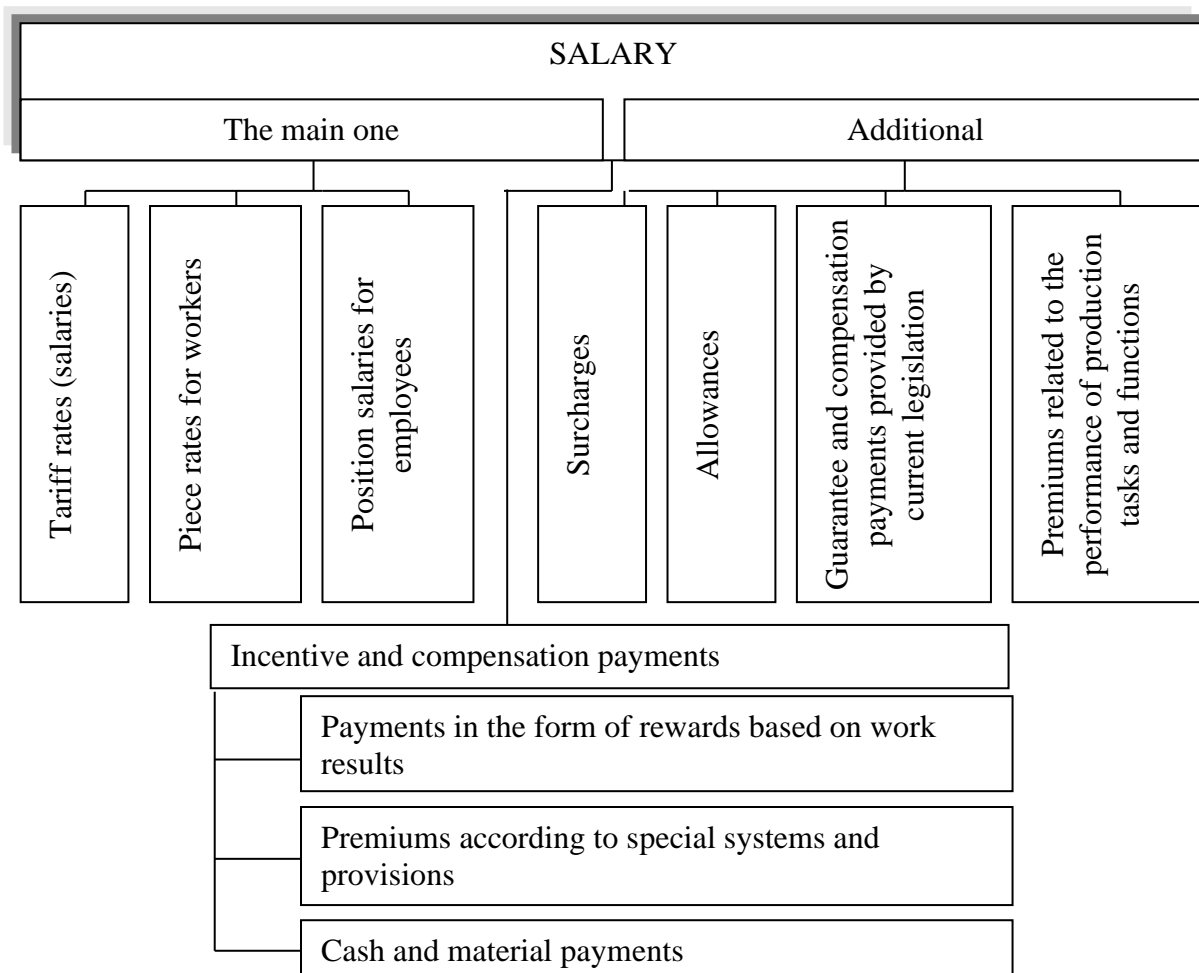 SALARY
The main one
Additional
Tariff rates (salaries)
Piece rates for workers
Position salaries for
employees
Surcharges
Allowances
Guarantee and compensation
payments provided by
current legislation
Premiums related to the
performance of production
tasks and functions
Incentive and compensation payments
Payments in the form of rewards based on work
results
Premiums according to special systems and
provisions
Cash and material payments